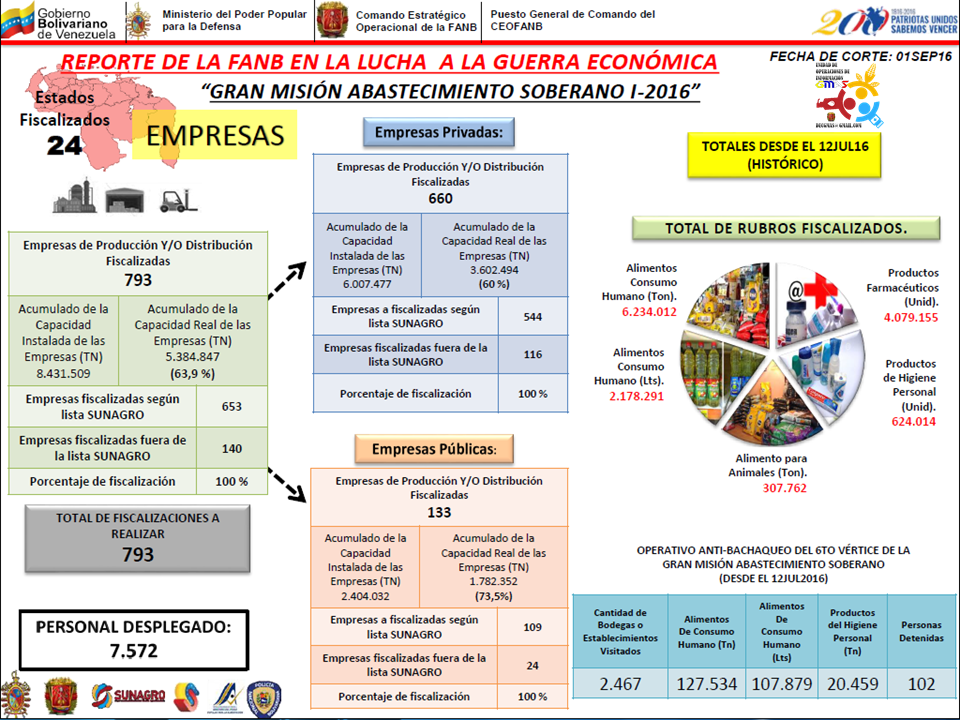 Gobierno
Bolivariano
de Venezuela
Ministerio del Poder Popular
para la Defensa
Comando Estratégico
Operacional de la FANB
Puesto General de Comando del
CEOFANB
200
1816-2016
PATRIOTAS UNIDOS
SABEMOS VENCER
REPORTE DE LA FANB EN LA LUCHA A LA GUERRA ECONÓMICA
FECHA DE CORTE: 01SEP16
“GRAN MISIÓN ABASTECIMIENTO SOBERANO I-2016”
UNIDAD DE
OPERACIONES DE
INFORMACION
Estados
Fiscalizados
24
EMPRESAS
Empresas de Producción Y/O Distribución
Fiscalizadas
793
Acumulado de la
Capacidad
Instalada de las
Empresas (TN)
8.431.509
Acumulado de la
Capacidad Real de las
Empresas (TN)
5.384.847
(63,9 %)
Empresas fiscalizadas según
lista SUNAGRO
653
Empresas fiscalizadas fuera de
la lista SUNAGRO
140
Porcentaje de fiscalización
100 %
TOTAL DE FISCALIZACIONES A
REALIZAR
793
PERSONAL DESPLEGADO:
7.572
SUNAGRO
POLICIA
Empresas Privadas:
Empresas de Producción Y/O Distribución
Fiscalizadas
660
Acumulado de la
Capacidad
Instalada de las
Empresas (TN)
6.007.477
Acumulado de la
Capacidad Real de las
Empresas (TN)
3.602.494
(60 %)
Empresas a fiscalizadas según
lista SUNAGRO
544
Empresas fiscalizadas fuera de la
lista SUNAGRO
116
Porcentaje de fiscalización
100 %
Empresas Públicas:
Empresas de Producción Y/O Distribución
Fiscalizadas
133
Acumulado de la
Capacidad
Instalada de las
Empresas (TN)
2.404.032
Acumulado de la
Capacidad Real de las
Empresas (TN)
1.782.352
(73,5%)
Empresas a fiscalizadas según
lista SUNAGRO
109
Empresas fiscalizadas fuera de la
lista SUNAGRO
24
Porcentaje de fiscalización
100 %
TOTALES DESDE EL 12JUL16
(HISTÓRICO)
TOTAL DE RUBROS FISCALIZADOS.
Alimentos
Consumo
Humano (Ton).
6.234.012
Productos
Farmacéuticos
(Unid).
4.079.155
@
Alimentos
Consumo
Humano (Lts).
2.178.291
Productos
de Higiene
Personal
(Unid).
624.014
Alimento para
Animales (Ton).
307.762
OPERATIVO ANTI-BACHAQUEO DEL 6TO VÉRTICE DE LA
GRAN MISIÓN ABASTECIMIENTO SOBERANO
(DESDE EL 12JUL2016)
Cantidad de
Bodegas o
Establecimientos
Visitados
Alimentos
De Consumo
Humano (Tn)
Alimentos
De
Consumo
Humano
(Lts)
Productos
del Higiene
Personal
(Tn)
Personas
Detenidas
2.467
127.534
107.879
20.459
102